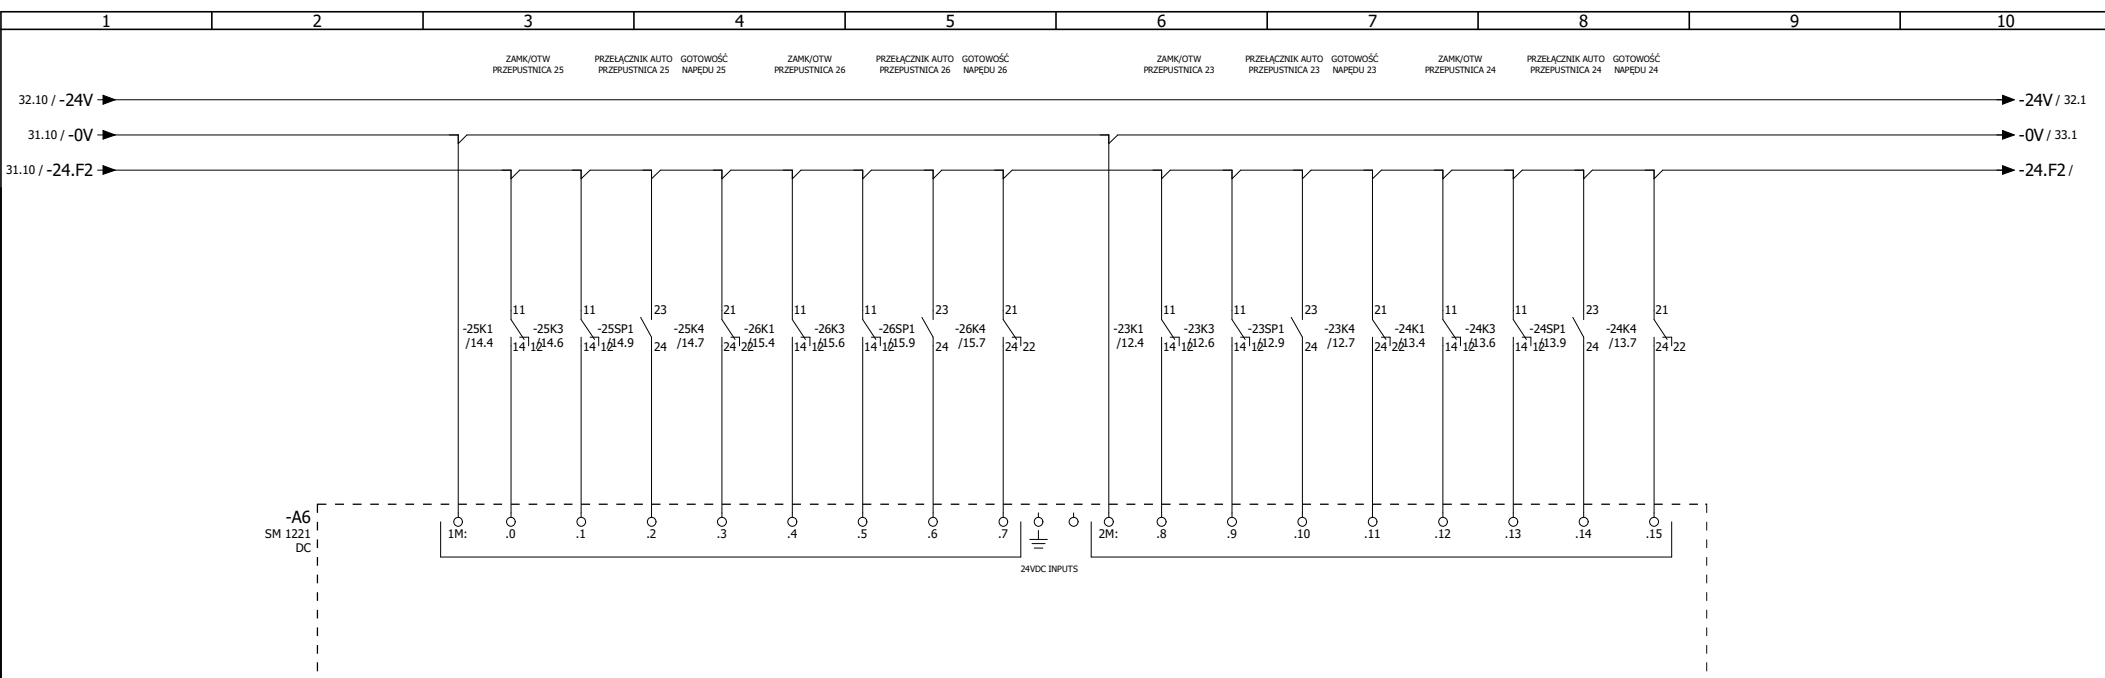 1 2 3 4 5 6 7 8 9 10
ZAMK/OTW PRZEŁĄCZNIK AUTO GOTOWOŚĆ ZAMK/OTW PRZEŁĄCZNIK AUTO GOTOWOŚĆ ZAMK/OTW PRZEŁĄCZNIK AUTO GOTOWOŚĆ ZAMK/OTW PRZEŁĄCZNIK AUTO GOTOWOŚĆ
PRZEPUSTNICA 25 PRZEPUSTNICA 25 NAPĘDU 25 PRZEPUSTNICA 26 PRZEPUSTNICA 26 NAPĘDU 26 PRZEPUSTNICA 23 PRZEPUSTNICA 23 NAPĘDU 23 PRZEPUSTNICA 24 PRZEPUSTNICA 24 NAPĘDU 24
32.10 / -24V -24V / 32.1
31.10 / -0V -0V / 33.1
31.10 / -24.F2 -24.F2 /
11 11 23 21 11 11 23 21 11 11 23 21 11 11 23 21
-25K1 -25K3 -25SP1 -25K4 -26K1 -26K3 -26SP1 -26K4 -23K1 -23K3 -23SP1 -23K4 -24K1 -24K3 -24SP1 -24K4
/14.4 /14.6 /14.9 /14.7 /15.4 /15.6 /15.9 /15.7 /12.4 /12.6 /12.9 /12.7 /13.4 /13.6 /13.9 /13.7
14 12 14 12 24 24 22 14 12 14 12 24 24 22 14 12 14 12 24 24 22 14 12 14 12 24 24 22
-A6
SM 1221
DC
1M: .0 .1 .2 .3 .4 .5 .6 .7 2M: .8 .9 .10 .11 .12 .13 .14 .15
24VDC INPUTS